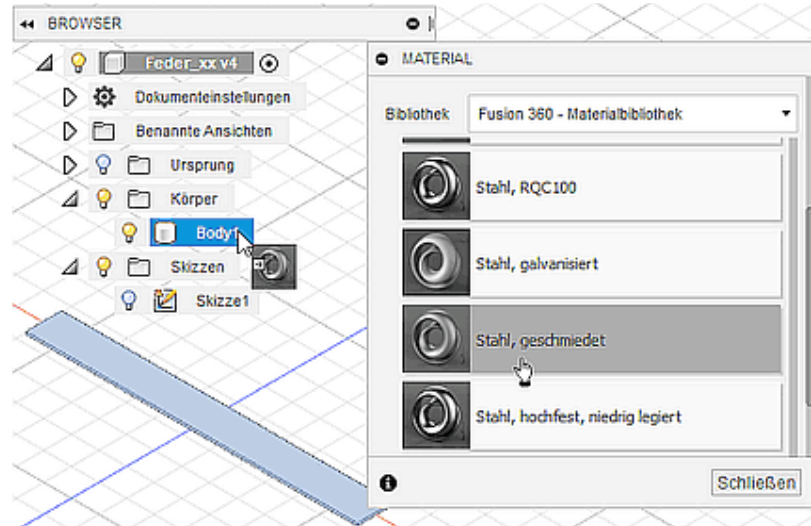 BROWSER
Feder_xx v4
Dokumenteinstellungen
Benannte Ansichten
Ursprung
Körper
Body1
Skizzen
Skizze1
MATERIAL
Bibliothek Fusion 360 - Materialbibliothek
Stahl, RQC100
Stahl, galvanisiert
Stahl, geschmiedet
Stahl, hochfest, niedrig legiert
Schließen